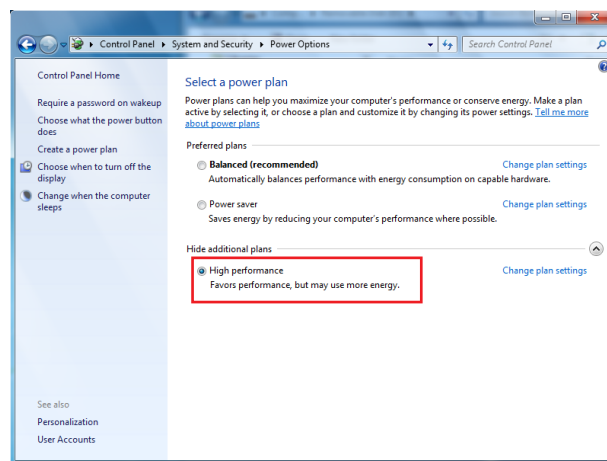 Control Panel ▸ System and Security ▸ Power Options
Search Control Panel
Control Panel Home
Require a password on wakeup
Choose what the power button
does
Create a power plan
Choose when to turn off the
display
Change when the computer
sleeps
See also
Personalization
User Accounts
Select a power plan
Power plans can help you maximize your computer's performance or conserve energy. Make a plan
active by selecting it, or choose a plan and customize it by changing its power settings. Tell me more
about power plans
Preferred plans
Balanced (recommended) Change plan settings
Automatically balances performance with energy consumption on capable hardware.
Power saver Change plan settings
Saves energy by reducing your computer's performance where possible.
Hide additional plans
High performance Change plan settings
Favors performance, but may use more energy.